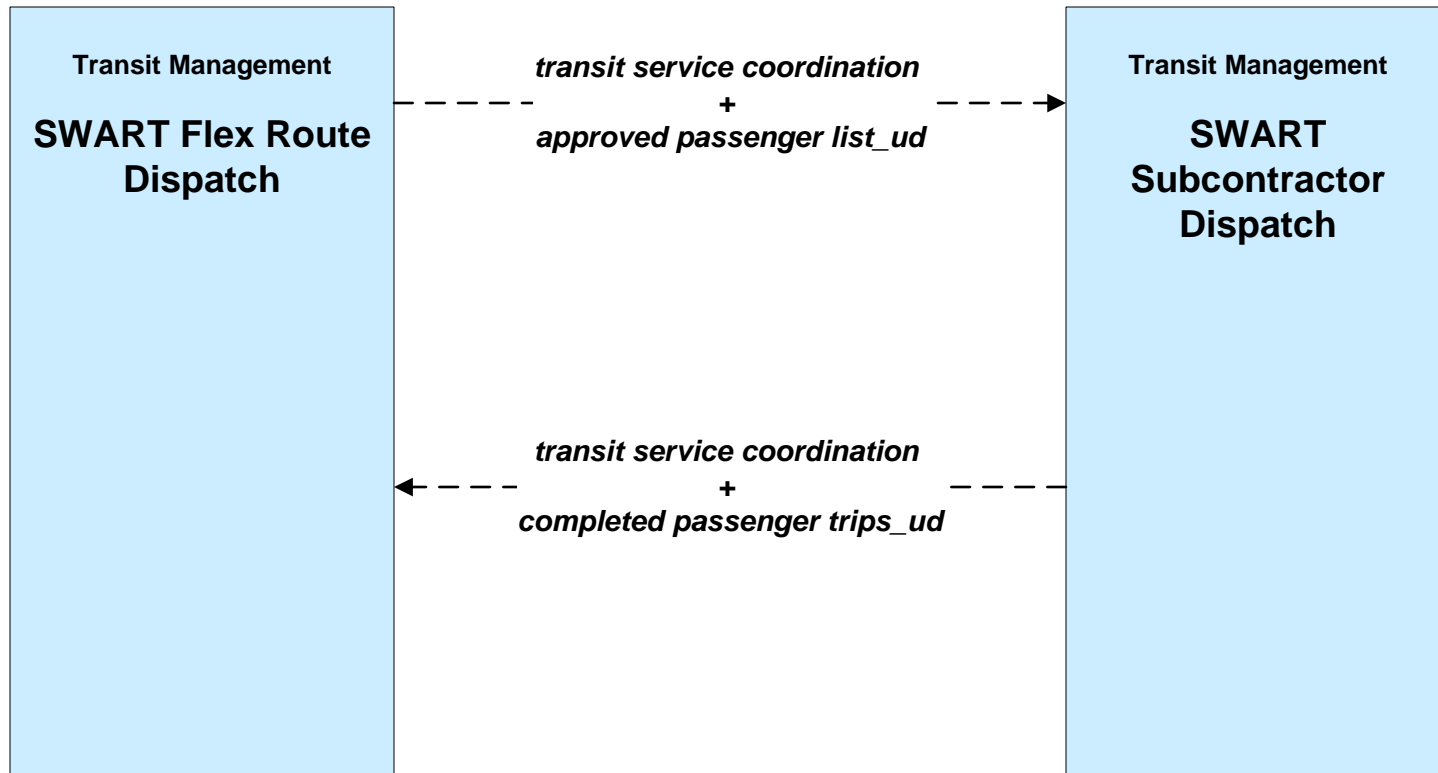 Transit Management
SWART Flex Route
Dispatch
transit service coordination
+
approved passenger list_ud
Transit Management
SWART
Subcontractor
Dispatch
transit service coordination
+
completed passenger trips_ud